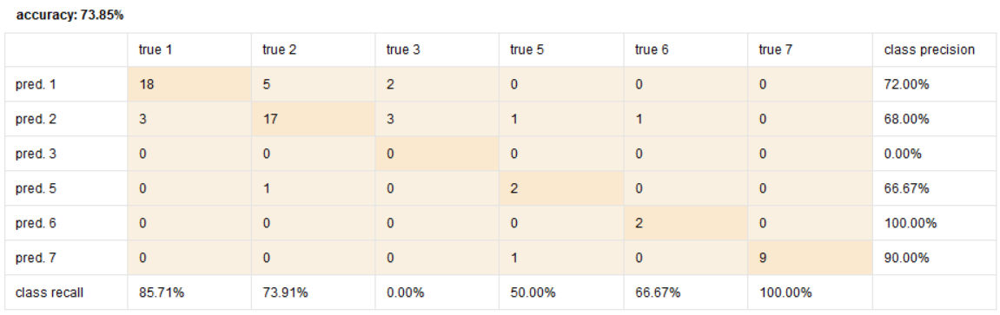 accuracy: 73.85%
true 1 true 2 true 3 true 5 true 6 true 7 class precision
pred. 1 18 5 2 0 0 0 72.00%
pred. 2 3 17 3 1 1 0 68.00%
pred. 3 0 0 0 0 0 0 0.00%
pred. 5 0 1 0 2 0 0 66.67%
pred. 6 0 0 0 0 2 0 100.00%
pred. 7 0 0 0 1 0 9 90.00%
class recall 85.71% 73.91% 0.00% 50.00% 66.67% 100.00%